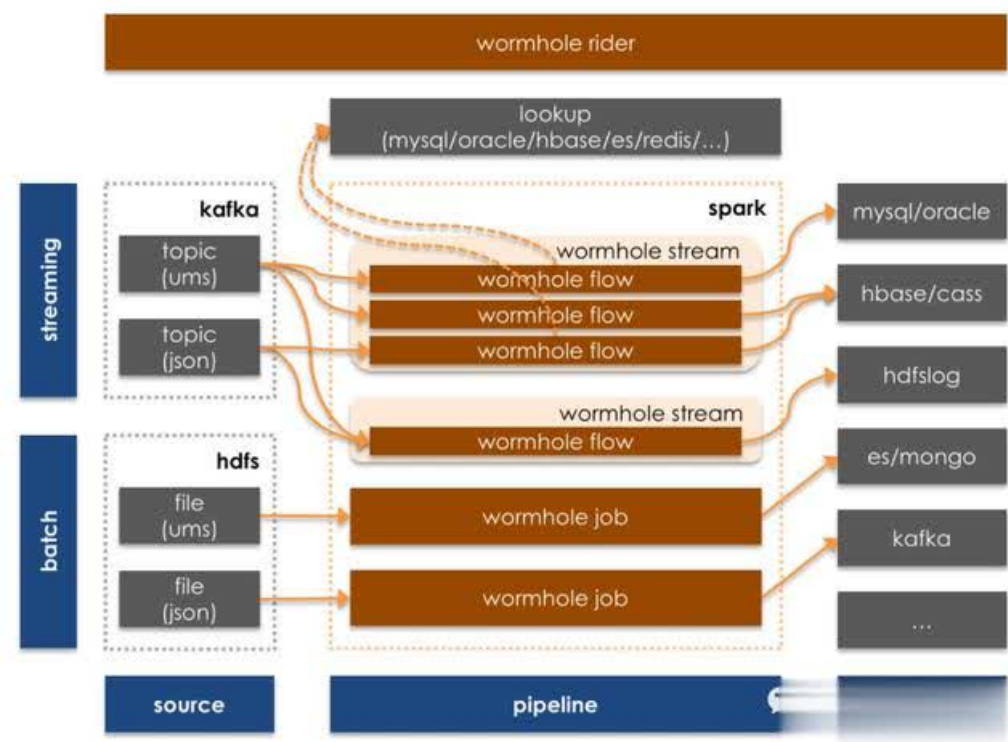 wormhole rider
lookup
(mysql/oracle/hbase/es/redis/...)
streaming
kafka
topic
(ums)
topic
(json)
spark
wormhole stream
wormhole flow
wormhole flow
wormhole flow
wormhole stream
wormhole flow
mysql/oracle
hbase/cass
hdfslog
es/mongo
kafka
...
batch
hdfs
file
(ums)
file
(json)
wormhole job
wormhole job
source
pipeline